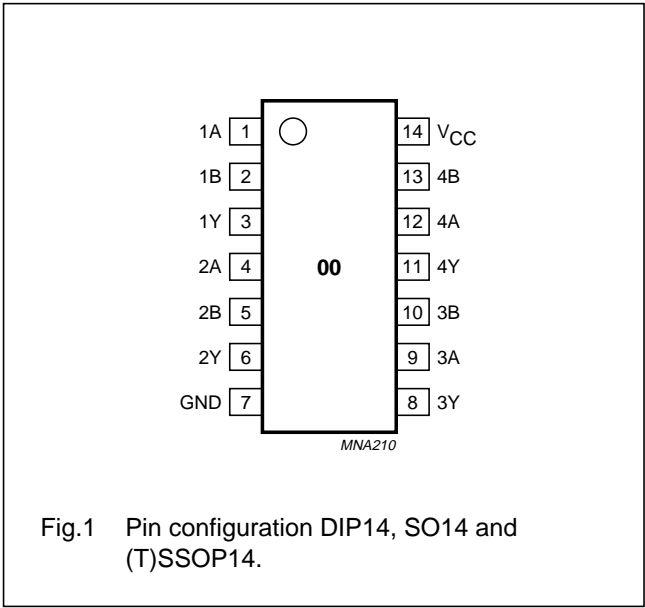 1A 1 14 VCC
1B 2 13 4B
1Y 3 12 4A
2A 4 00 11 4Y
2B 5 10 3B
2Y 6 9 3A
GND 7 8 3Y
MNA210
Fig.1 Pin configuration DIP14, SO14 and
(T)SSOP14.